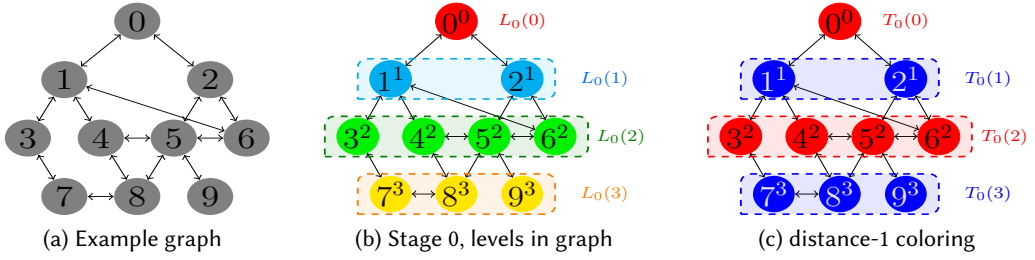 0
1 2
3 4 5 6
7 8 9
(a) Example graph
0⁰ L₀(0)
1¹ 2¹ L₀(1)
3² 4² 5² 6² L₀(2)
7³ 8³ 9³ L₀(3)
(b) Stage 0, levels in graph
0⁰ T₀(0)
1¹ 2¹ T₀(1)
3² 4² 5² 6² T₀(2)
7³ 8³ 9³ T₀(3)
(c) distance-1 coloring